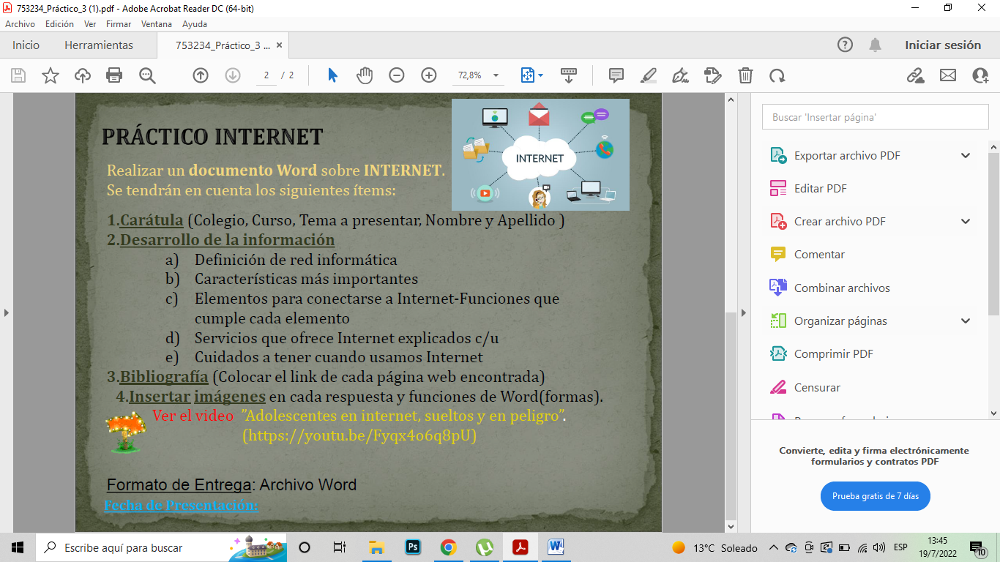 753234_Práctico_3 (1).pdf - Adobe Acrobat Reader DC (64-bit)
Archivo Edición Ver Firmar Ventana Ayuda
Inicio Herramientas 753234_Práctico_3 ... × Iniciar sesión
2 / 2 72,8%
PRÁCTICO INTERNET
INTERNET
Realizar un documento Word sobre INTERNET.
Se tendrán en cuenta los siguientes ítems:
1.Carátula (Colegio, Curso, Tema a presentar, Nombre y Apellido )
2.Desarrollo de la información
a) Definición de red informática
b) Características más importantes
c) Elementos para conectarse a Internet-Funciones que
cumple cada elemento
d) Servicios que ofrece Internet explicados c/u
e) Cuidados a tener cuando usamos Internet
3.Bibliografía (Colocar el link de cada página web encontrada)
4.Insertar imágenes en cada respuesta y funciones de Word(formas).
Ver el video "Adolescentes en internet, sueltos y en peligro".
(https://youtu.be/Fyqx4o6q8pU)
Formato de Entrega: Archivo Word
Fecha de Presentación:
Buscar 'Insertar página'
Exportar archivo PDF
Editar PDF
Crear archivo PDF
Comentar
Combinar archivos
Organizar páginas
Comprimir PDF
Censurar
Convierte, edita y firma electrónicamente
formularios y contratos PDF
Prueba gratis de 7 días
Escribe aquí para buscar
Ps
W
13°C Soleado
ESP
13:45
19/7/2022
10